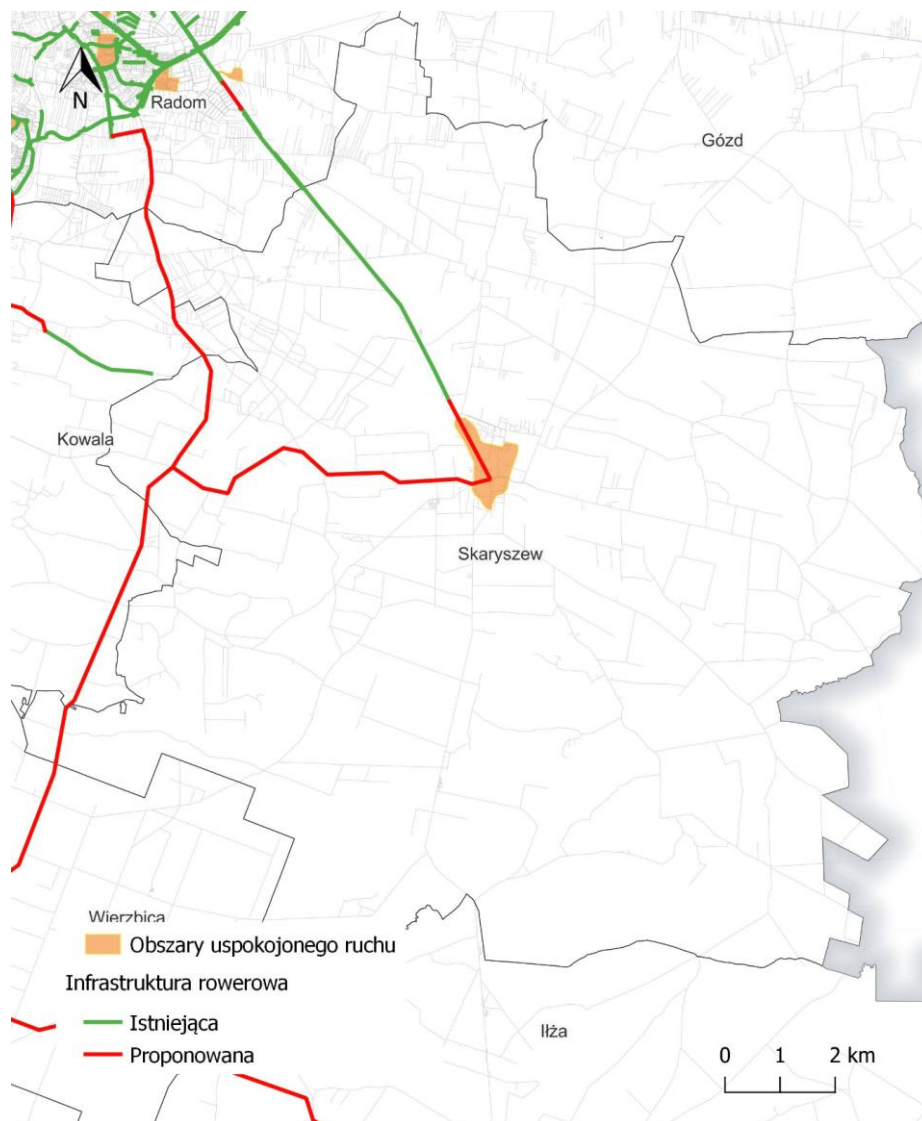 N
Radom
Gózd
Kowala
Skaryszew
Wierzbica
Obszary uspokojonego ruchu
Infrastruktura rowerowa
Istniejąca
Proponowana
Iłża
0 1 2 km